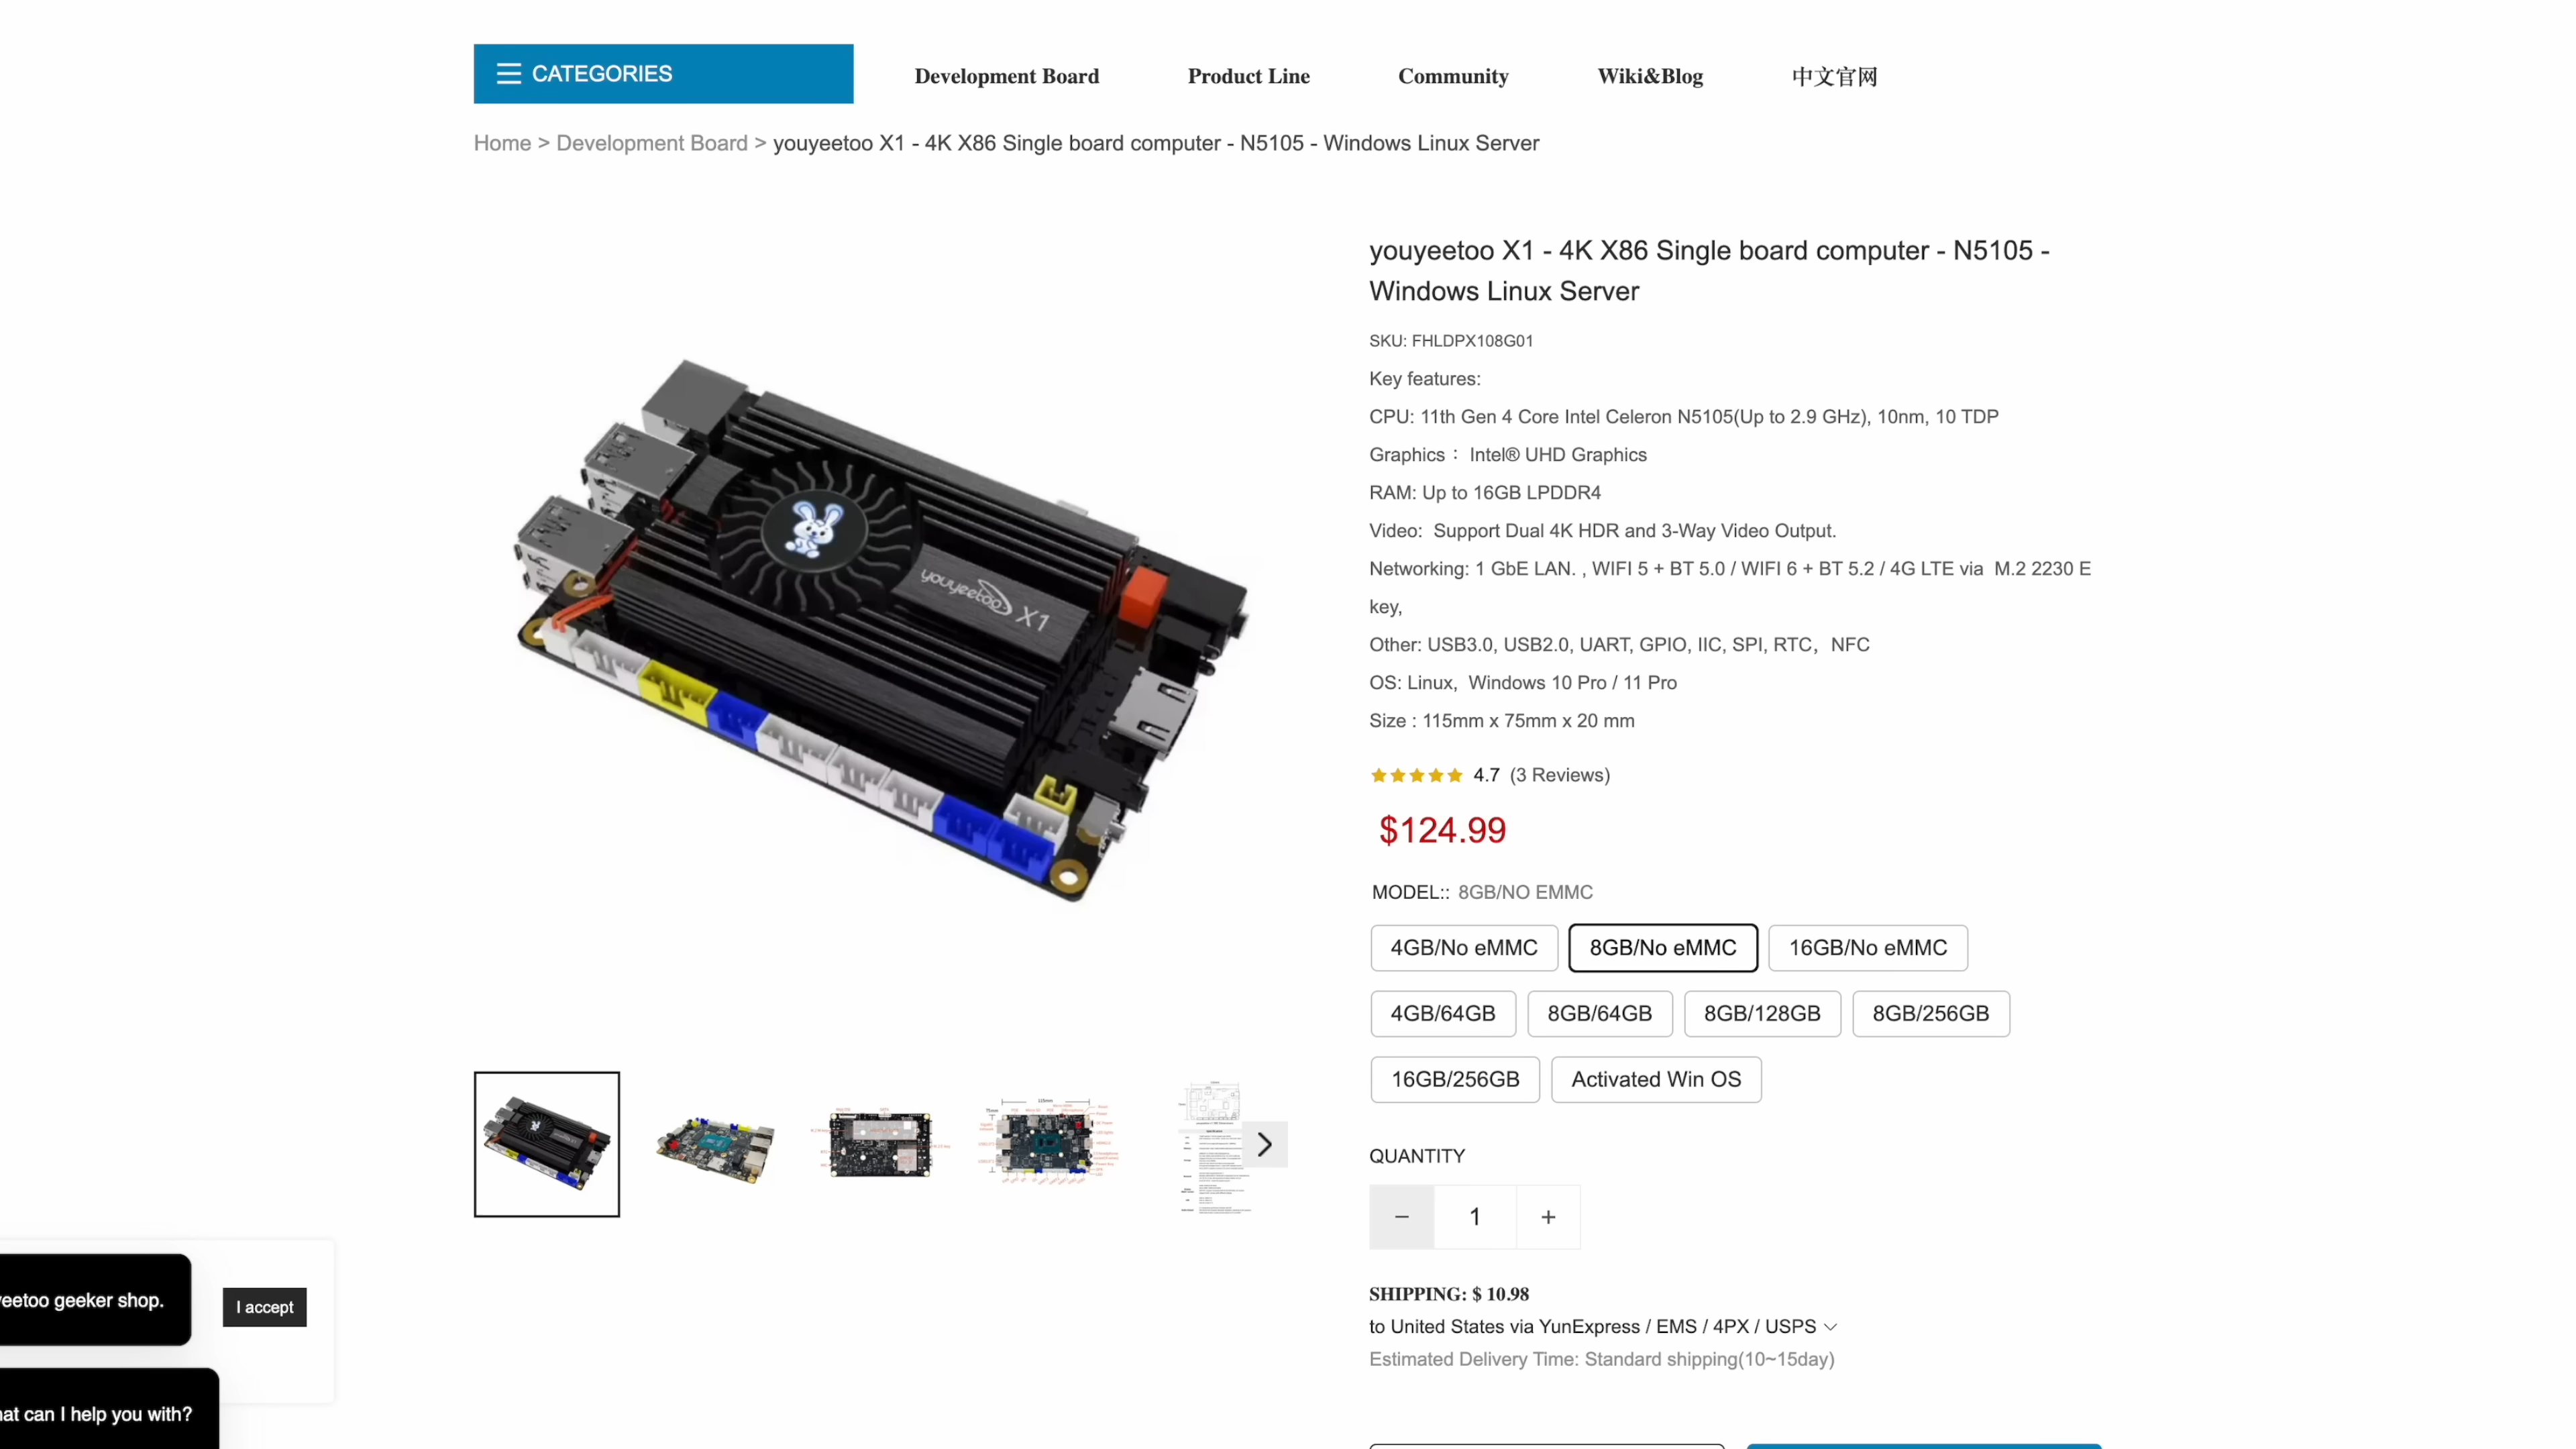 CATEGORIES
Development Board
Product Line
Community
Wiki&Blog
中文官网
Home > Development Board > youyeetoo X1 - 4K X86 Single board computer - N5105 - Windows Linux Server
youyeetoo X1 - 4K X86 Single board computer - N5105 -
Windows Linux Server
SKU: FHLDPX108G01
Key features:
CPU: 11th Gen 4 Core Intel Celeron N5105(Up to 2.9 GHz), 10nm, 10 TDP
Graphics： Intel® UHD Graphics
RAM: Up to 16GB LPDDR4
Video: Support Dual 4K HDR and 3-Way Video Output.
Networking: 1 GbE LAN. , WIFI 5 + BT 5.0 / WIFI 6 + BT 5.2 / 4G LTE via M.2 2230 E
key,
Other: USB3.0, USB2.0, UART, GPIO, IIC, SPI, RTC，NFC
OS: Linux，Windows 10 Pro / 11 Pro
Size : 115mm x 75mm x 20 mm
4.7 (3 Reviews)
$124.99
MODEL:: 8GB/NO EMMC
4GB/No eMMC
8GB/No eMMC
16GB/No eMMC
4GB/64GB
8GB/64GB
8GB/128GB
8GB/256GB
16GB/256GB
Activated Win OS
QUANTITY
− 1 +
SHIPPING: $ 10.98
to United States via YunExpress / EMS / 4PX / USPS
Estimated Delivery Time: Standard shipping(10~15day)
youyeetoo X1
eetoo geeker shop.
I accept
at can I help you with?